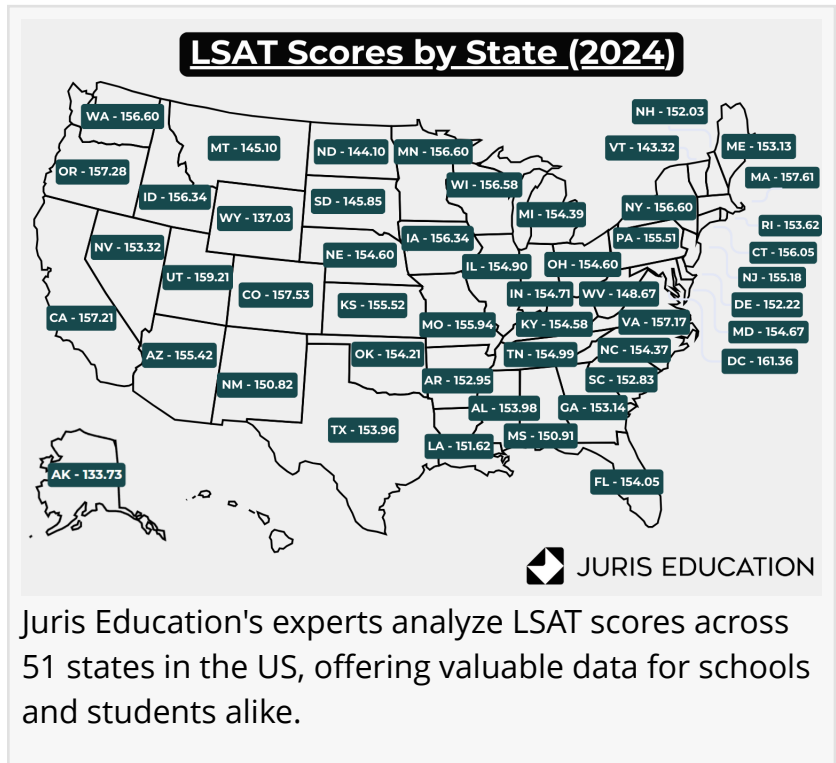 LSAT Scores by State (2024)
NH - 152.03
WA - 156.60
MT - 145.10
ND - 144.10
MN - 156.60
VT - 143.32
ME - 153.13
OR - 157.28
WI - 156.58
MA - 157.61
ID - 156.34
SD - 145.85
WY - 137.03
MI - 154.39
NY - 156.60
RI - 153.62
NV - 153.32
IA - 156.34
PA - 155.51
NE - 154.60
CT - 156.05
UT - 159.21
IL - 154.90
OH - 154.60
NJ - 155.18
CO - 157.53
KS - 155.52
IN - 154.71
WV - 148.67
DE - 152.22
CA - 157.21
MO - 155.94
KY - 154.58
VA - 157.17
MD - 154.67
AZ - 155.42
OK - 154.21
TN - 154.99
NC - 154.37
DC - 161.36
NM - 150.82
AR - 152.95
SC - 152.83
AL - 153.98
GA - 153.14
TX - 153.96
LA - 151.62
MS - 150.91
AK - 133.73
FL - 154.05
JURIS EDUCATION
Juris Education's experts analyze LSAT scores across
51 states in the US, offering valuable data for schools
and students alike.